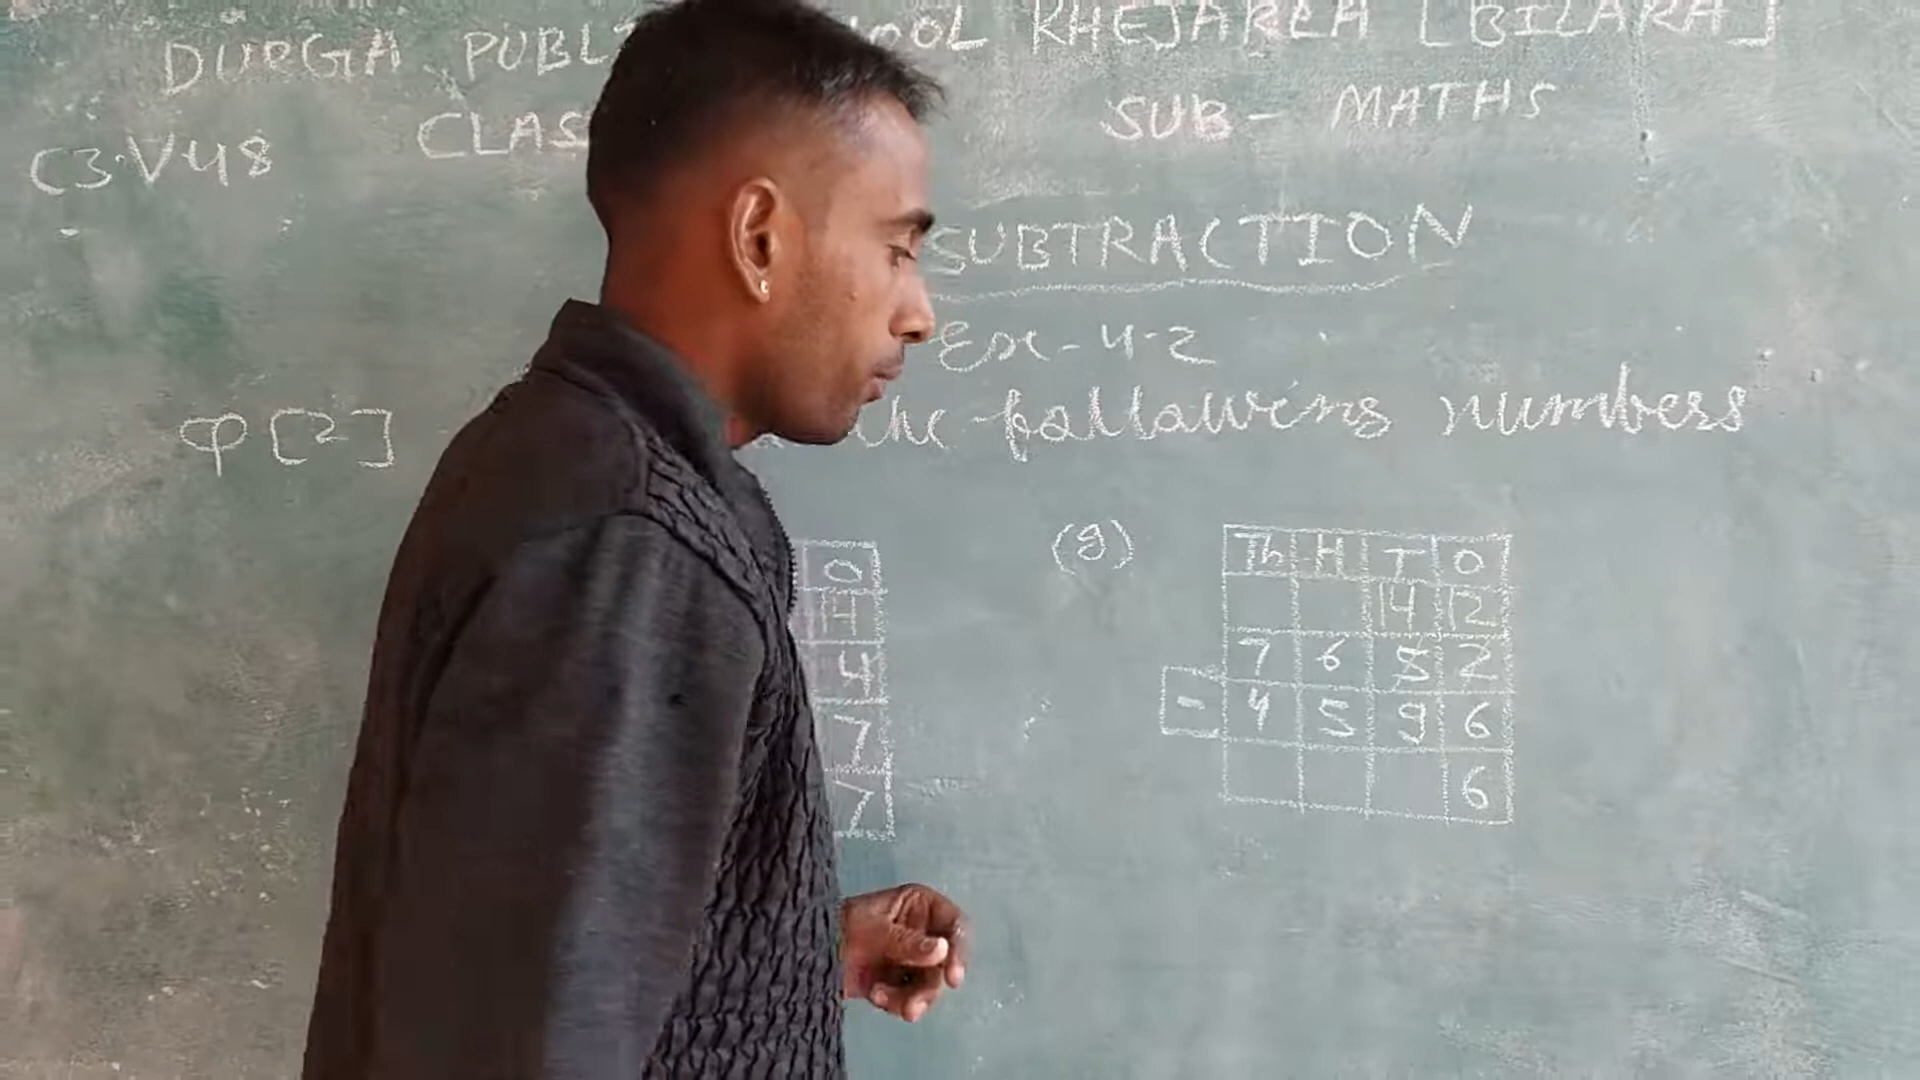 DURGA PUBL OOL KHEJARLA [BILARA]
CLAS SUB - MATHS
C3.V48
SUBTRACTION
Ex-4.2
Q[2] the following numbers
(g)
O
14
4
7
7
Th H T O
14 12
7 6 5 2
- 4 5 9 6
6